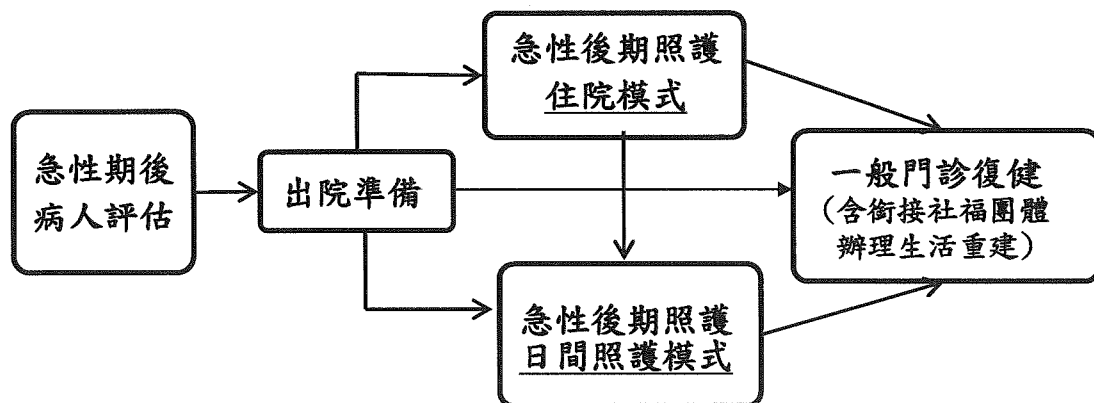 急性期後
病人評估
出院準備
急性後期照護
住院模式
急性後期照護
日間照護模式
一般門診復健
（含銜接社福團體
辦理生活重建）